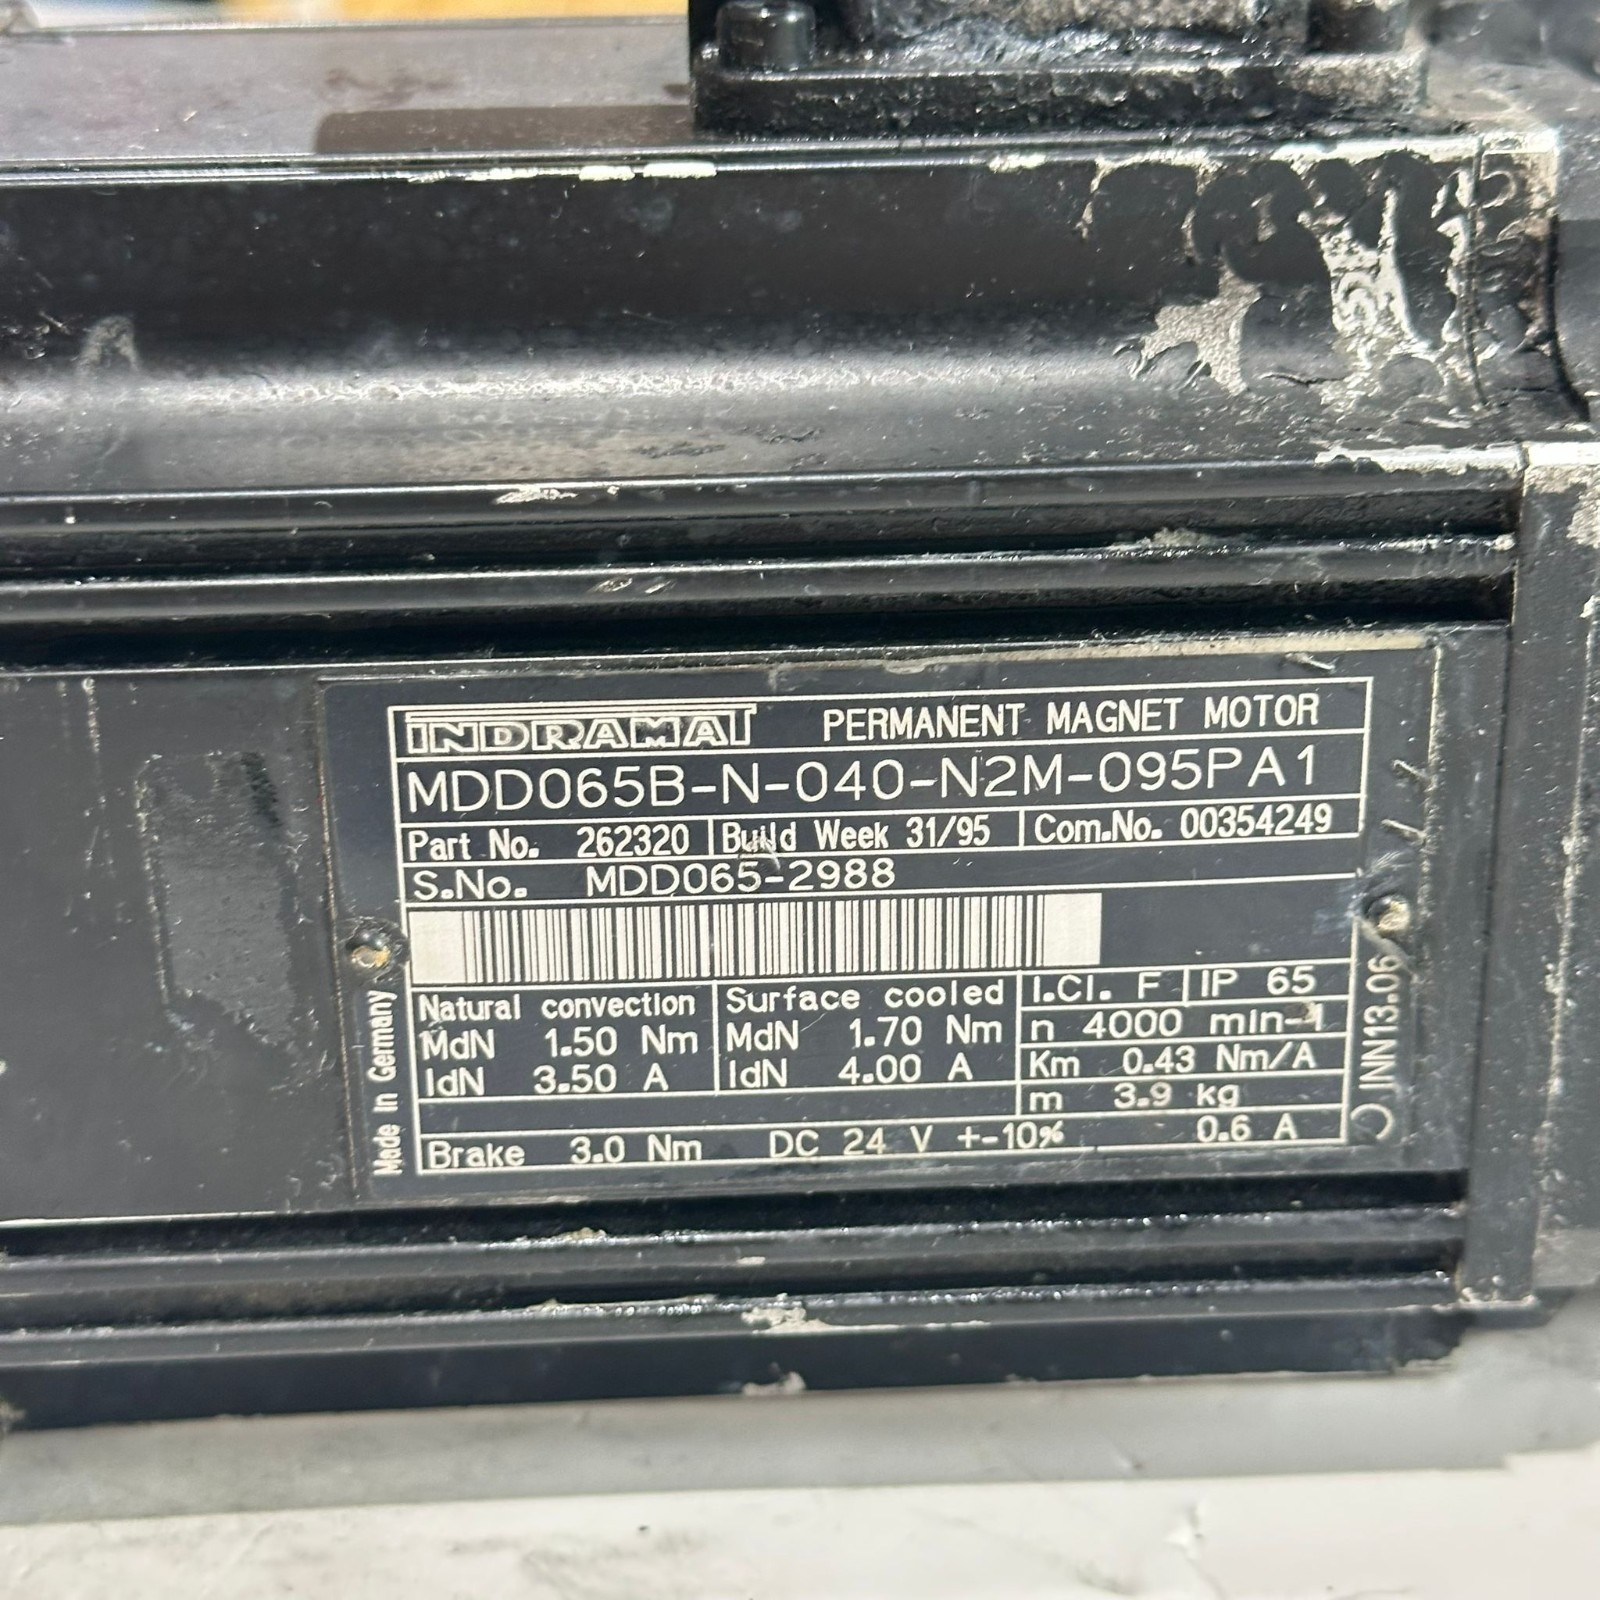 INDRAMAT PERMANENT MAGNET MOTOR
MDD065B-N-040-N2M-095PA1
Part No. 262320 Build Week 31/95 Com.No. 00354249
S.No. MDD065-2988
Natural convection Surface cooled I.Cl. F IP 65
MdN 1.50 Nm MdN 1.70 Nm n 4000 min-1
IdN 3.50 A IdN 4.00 A Km 0.43 Nm/A
m 3.9 kg
Brake 3.0 Nm DC 24 V +-10% 0.6 A
Made in Germany
INN13.06